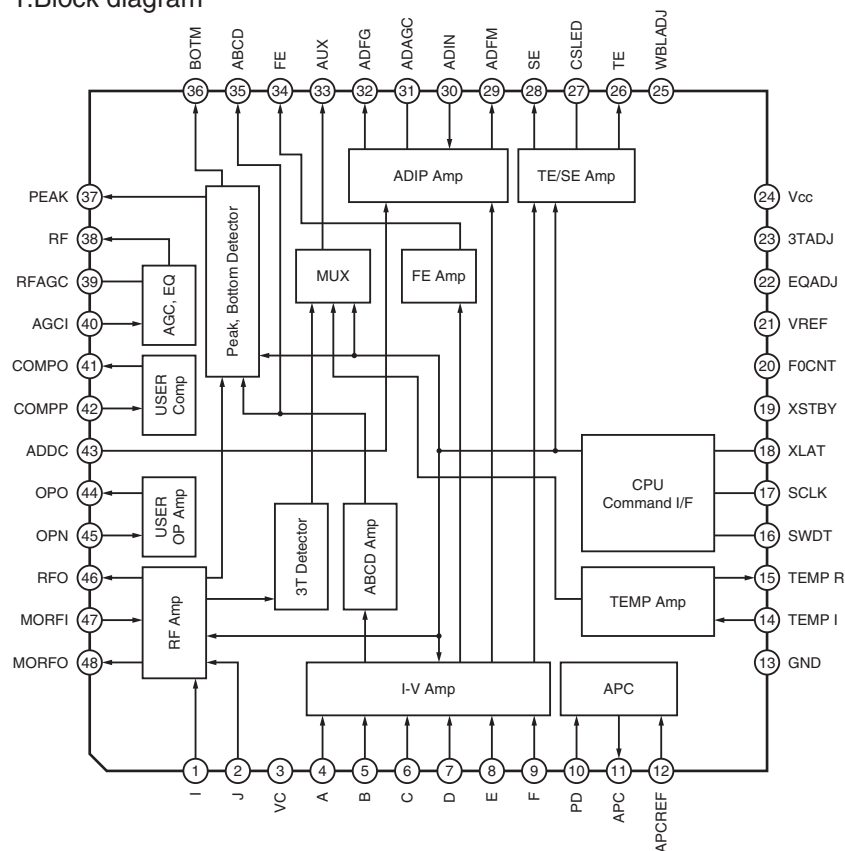 1.Block diagram
BOTM
ABCD
FE
AUX
ADFG
ADAGC
ADIN
ADFM
SE
CSLED
TE
WBLADJ
36
35
34
33
32
31
30
29
28
27
26
25
ADIP Amp
TE/SE Amp
PEAK 37
24 Vcc
RF 38
23 3TADJ
RFAGC 39
22 EQADJ
AGCI 40
21 VREF
COMPO 41
20 F0CNT
COMPP 42
19 XSTBY
ADDC 43
18 XLAT
OPO 44
17 SCLK
OPN 45
16 SWDT
RFO 46
15 TEMP R
MORFI 47
14 TEMP I
MORFO 48
13 GND
AGC, EQ
Peak, Bottom Detector
MUX
FE Amp
USER
Comp
USER
OP Amp
3T Detector
ABCD Amp
CPU
Command I/F
TEMP Amp
RF Amp
I-V Amp
APC
1
2
3
4
5
6
7
8
9
10
11
12
I
J
VC
A
B
C
D
E
F
PD
APC
APCREF